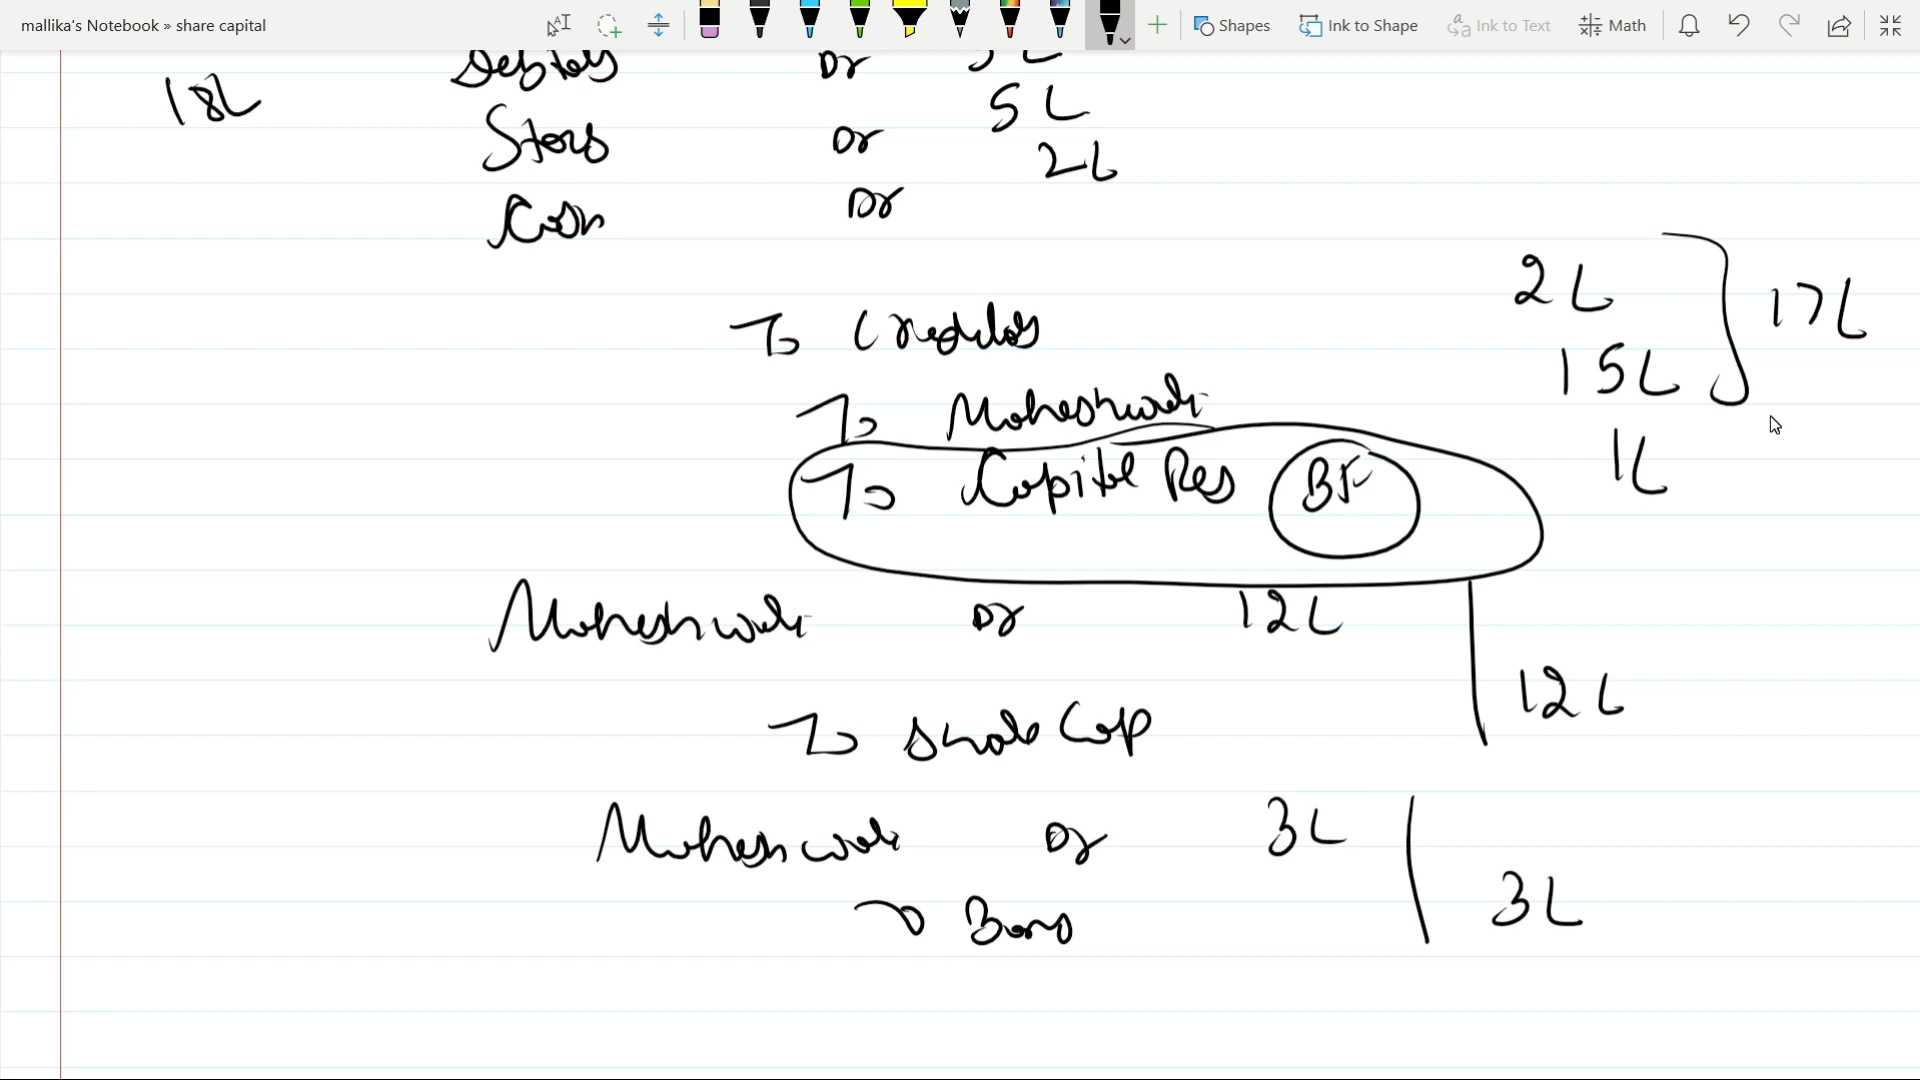 mallika's Notebook » share capital
Shapes Ink to Shape Ink to Text Math
Debtors Dr 5L
18L
Stock Dr 2L
Cash Dr
2L
17L
To Creditors
15L
To Maheshwari
To Capital Res BF 1L
Maheshwari Dr 12L
To Share Cap 12L
Maheshwari Dr 3L
To Bank 3L